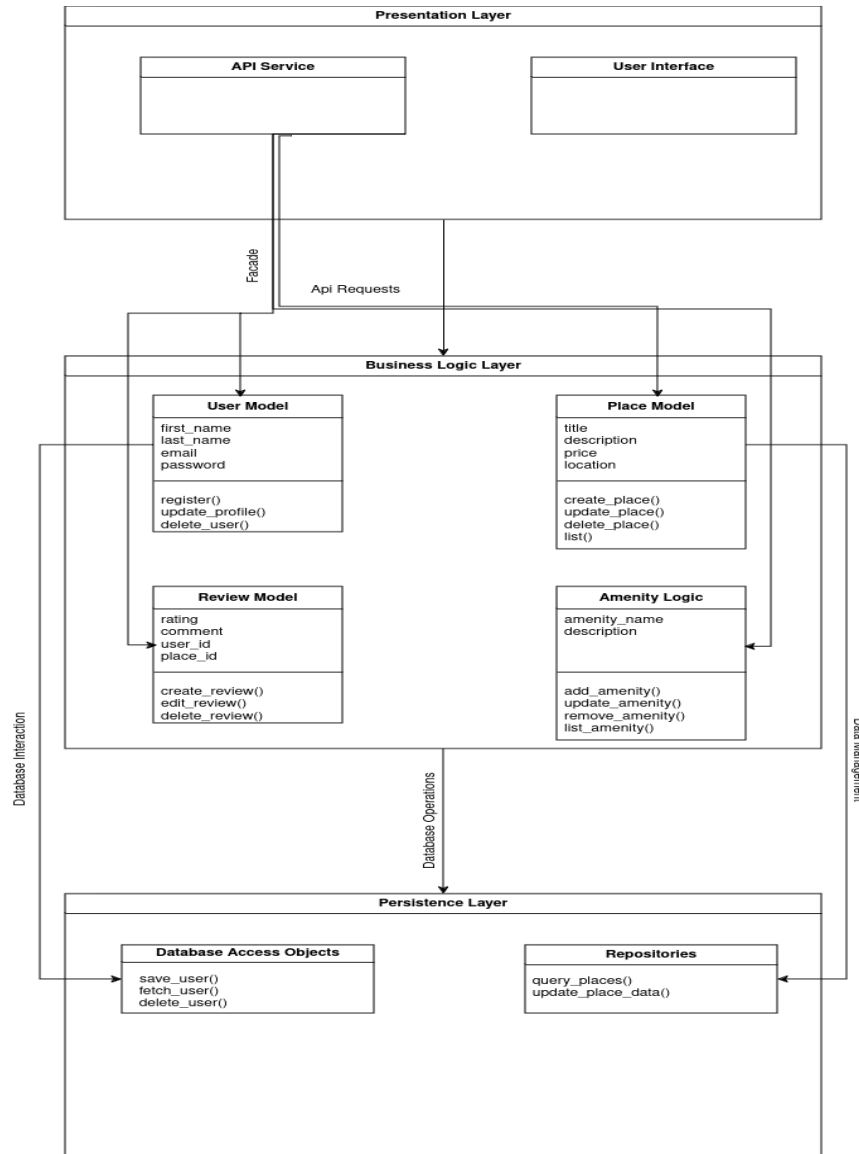 Presentation Layer
API Service
User Interface
Facade
Api Requests
Business Logic Layer
User Model
first_name
last_name
email
password
register()
update_profile()
delete_user()
Place Model
title
description
price
location
create_place()
update_place()
delete_place()
list()
Review Model
rating
comment
user_id
place_id
create_review()
edit_review()
delete_review()
Amenity Logic
amenity_name
description
add_amenity()
update_amenity()
remove_amenity()
list_amenity()
Database Interaction
Database Operations
Data Management
Persistence Layer
Database Access Objects
save_user()
fetch_user()
delete_user()
Repositories
query_places()
update_place_data()